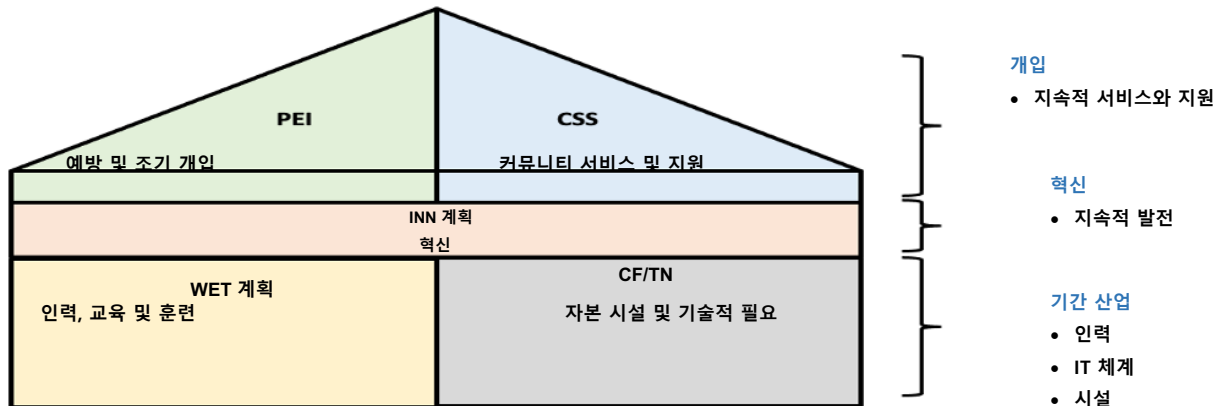 PEI
예방 및 조기 개입
CSS
커뮤니티 서비스 및 지원
INN 계획
혁신
WET 계획
인력, 교육 및 훈련
CF/TN
자본 시설 및 기술적 필요
개입
• 지속적 서비스와 지원
혁신
• 지속적 발전
기간 산업
• 인력
• IT 체계
• 시설